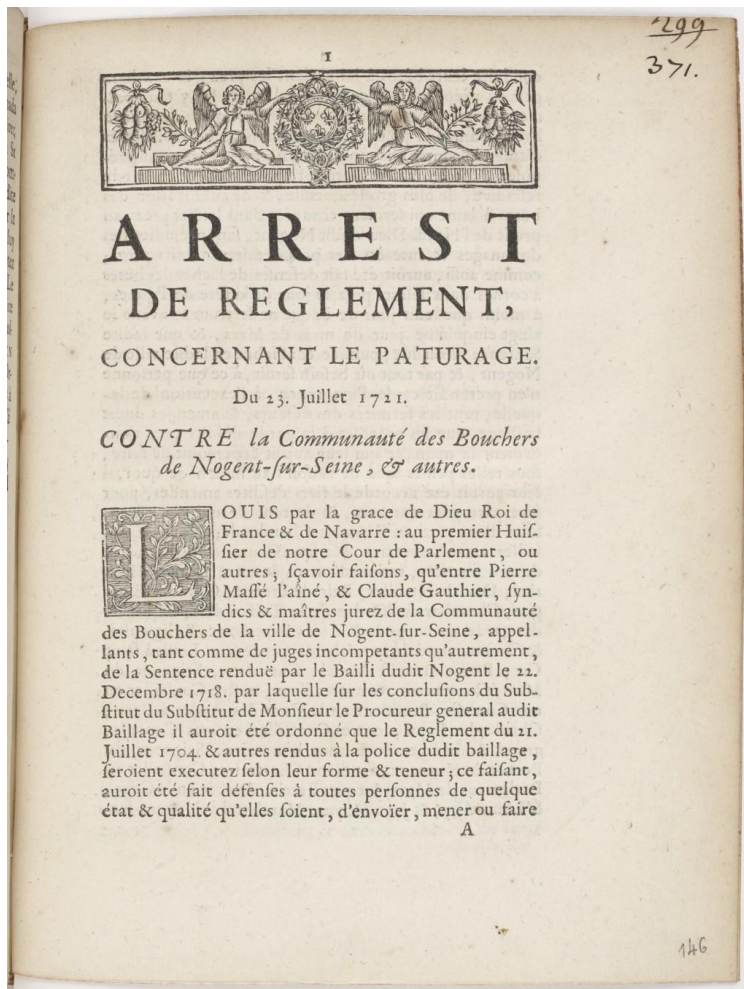 299
371.
1
ARREST
DE REGLEMENT,
CONCERNANT LE PATURAGE.
Du 23. Juillet 1721.
CONTRE la Communauté des Bouchers
de Nogent-ſur-Seine, & autres.
LOUIS par la grace de Dieu Roi de
France & de Navarre : au premier Huiſ-
ſier de notre Cour de Parlement, ou
autres ; ſçavoir faiſons, qu'entre Pierre
Maſſé l'aîné, & Claude Gauthier, ſyn-
dics & maîtres jurez de la Communauté
des Bouchers de la ville de Nogent-ſur-Seine, appel-
lants, tant comme de juges incompetants qu'autrement,
de la Sentence renduë par le Bailli dudit Nogent le 22.
Decembre 1718. par laquelle ſur les concluſions du Sub-
ſtitut du Subſtitut de Monſieur le Procureur general audit
Baillage il auroit été ordonné que le Reglement du 21.
Juillet 1704. & autres rendus à la police dudit baillage,
ſeroient executez ſelon leur forme & teneur ; ce faiſant,
auroit été fait défenſes à toutes perſonnes de quelque
état & qualité qu'elles ſoient, d'envoïer, mener ou faire
A
146